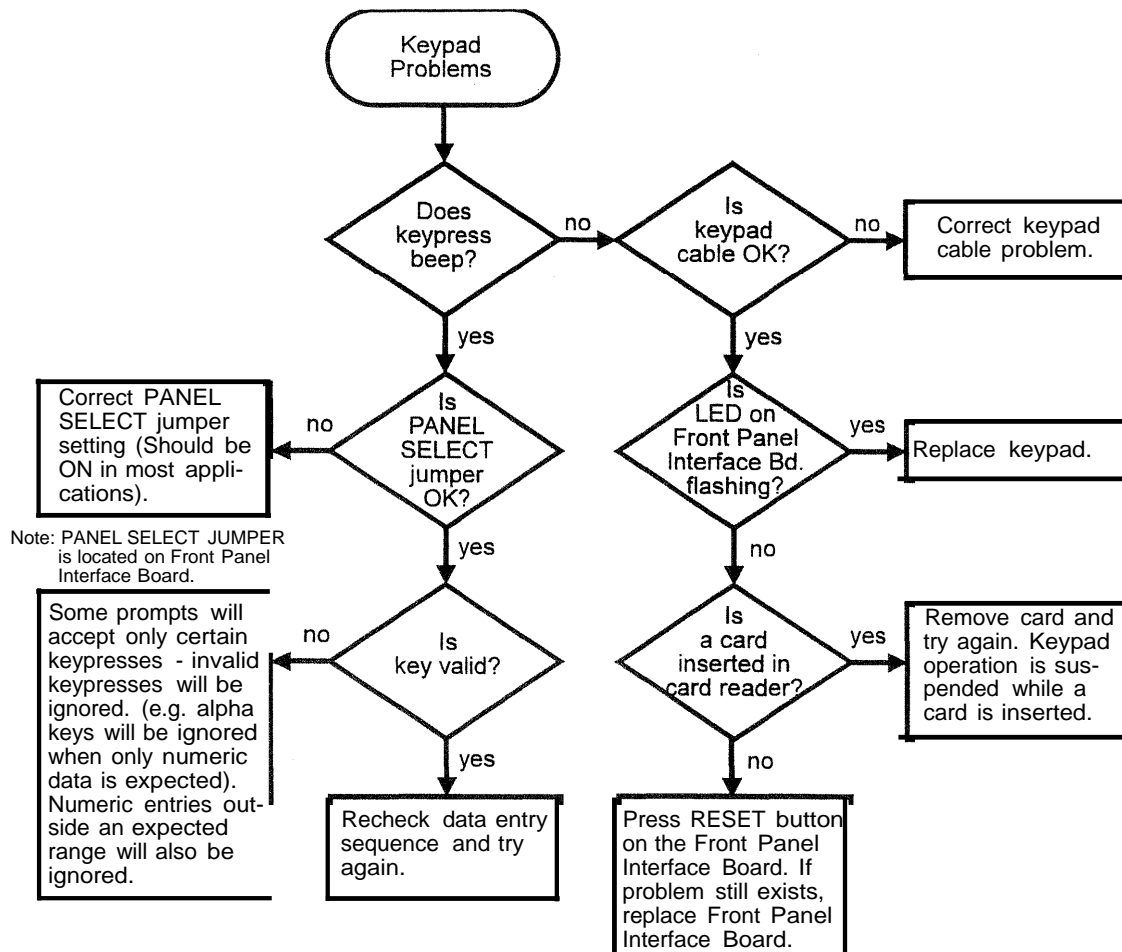 Keypad
Problems
Does
keypress
beep?
no
Is
keypad
cable OK?
no
Correct keypad
cable problem.
yes
yes
Correct PANEL
SELECT jumper
setting (Should be
ON in most appli-
cations).
no
Is
PANEL
SELECT
jumper
OK?
Is
LED on
Front Panel
Interface Bd.
flashing?
yes
Replace keypad.
Note: PANEL SELECT JUMPER
is located on Front Panel
Interface Board.
yes
no
Some prompts will
accept only certain
keypresses - invalid
keypresses will be
ignored. (e.g. alpha
keys will be ignored
when only numeric
data is expected).
Numeric entries out-
side an expected
range will also be
ignored.
no
Is
key valid?
Is
a card
inserted in
card reader?
yes
Remove card and
try again. Keypad
operation is sus-
pended while a
card is inserted.
yes
no
Recheck data entry
sequence and try
again.
Press RESET button
on the Front Panel
Interface Board. If
problem still exists,
replace Front Panel
Interface Board.